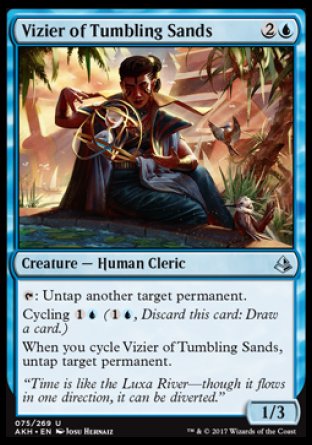 Vizier of Tumbling Sands 2
Creature — Human Cleric
: Untap another target permanent.
Cycling 1 (1 , Discard this card: Draw
a card.)
When you cycle Vizier of Tumbling Sands,
untap target permanent.
“Time is like the Luxa River—though it flows
in one direction, it can be diverted.”
1/3
075/269 U
AKH • EN Josu Hernaiz
™ & © 2017 Wizards of the Coast